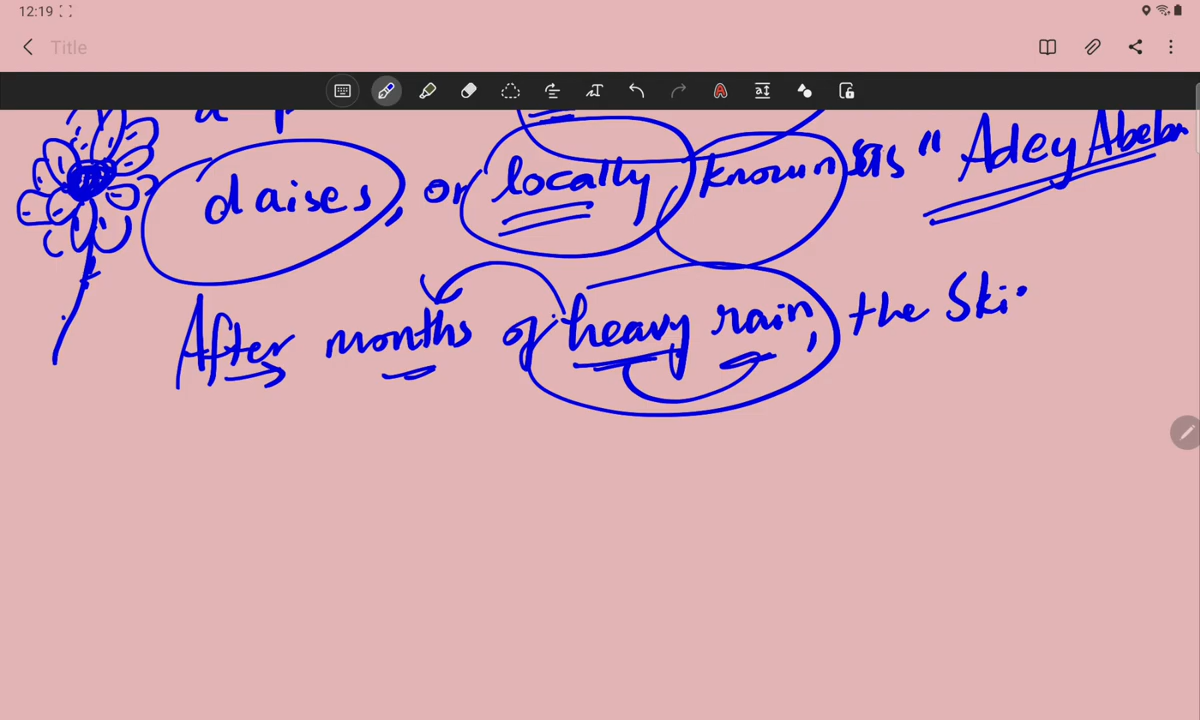 12:19
Title
daises, or locally known as " Adey Abeba
After months of heavy rain, the Ski